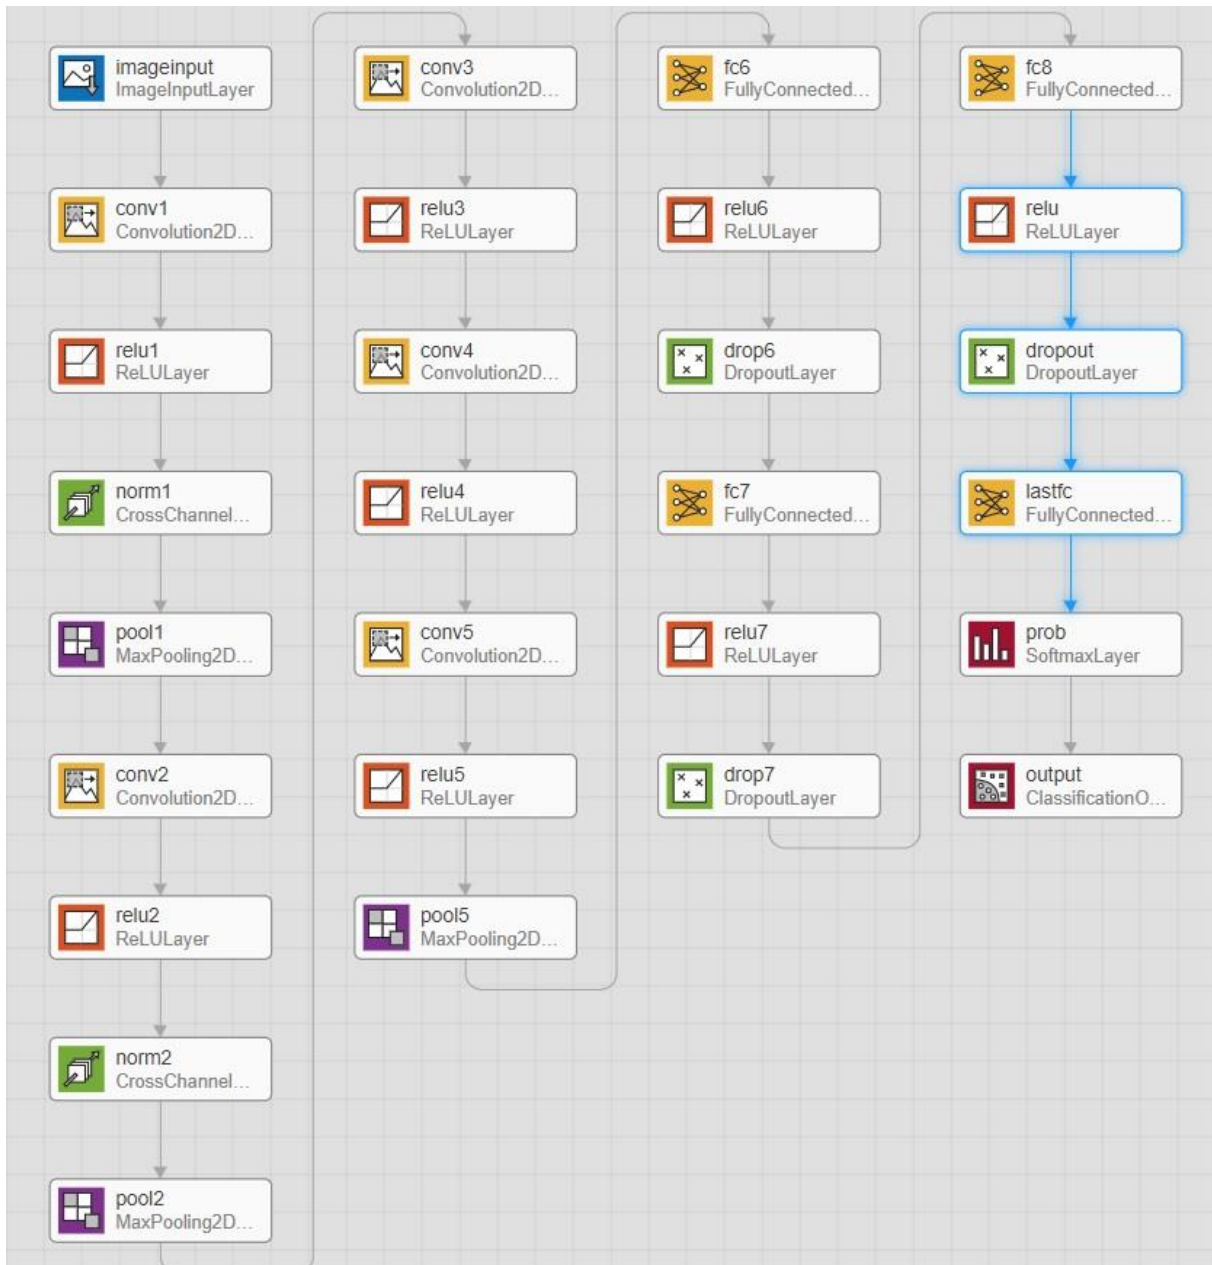 imageinput
ImageInputLayer
conv1
Convolution2D...
relu1
ReLULayer
norm1
CrossChannel...
pool1
MaxPooling2D...
conv2
Convolution2D...
relu2
ReLULayer
norm2
CrossChannel...
pool2
MaxPooling2D...
conv3
Convolution2D...
relu3
ReLULayer
conv4
Convolution2D...
relu4
ReLULayer
conv5
Convolution2D...
relu5
ReLULayer
pool5
MaxPooling2D...
fc6
FullyConnected...
relu6
ReLULayer
drop6
DropoutLayer
fc7
FullyConnected...
relu7
ReLULayer
drop7
DropoutLayer
fc8
FullyConnected...
relu
ReLULayer
dropout
DropoutLayer
lastfc
FullyConnected...
prob
SoftmaxLayer
output
ClassificationO...